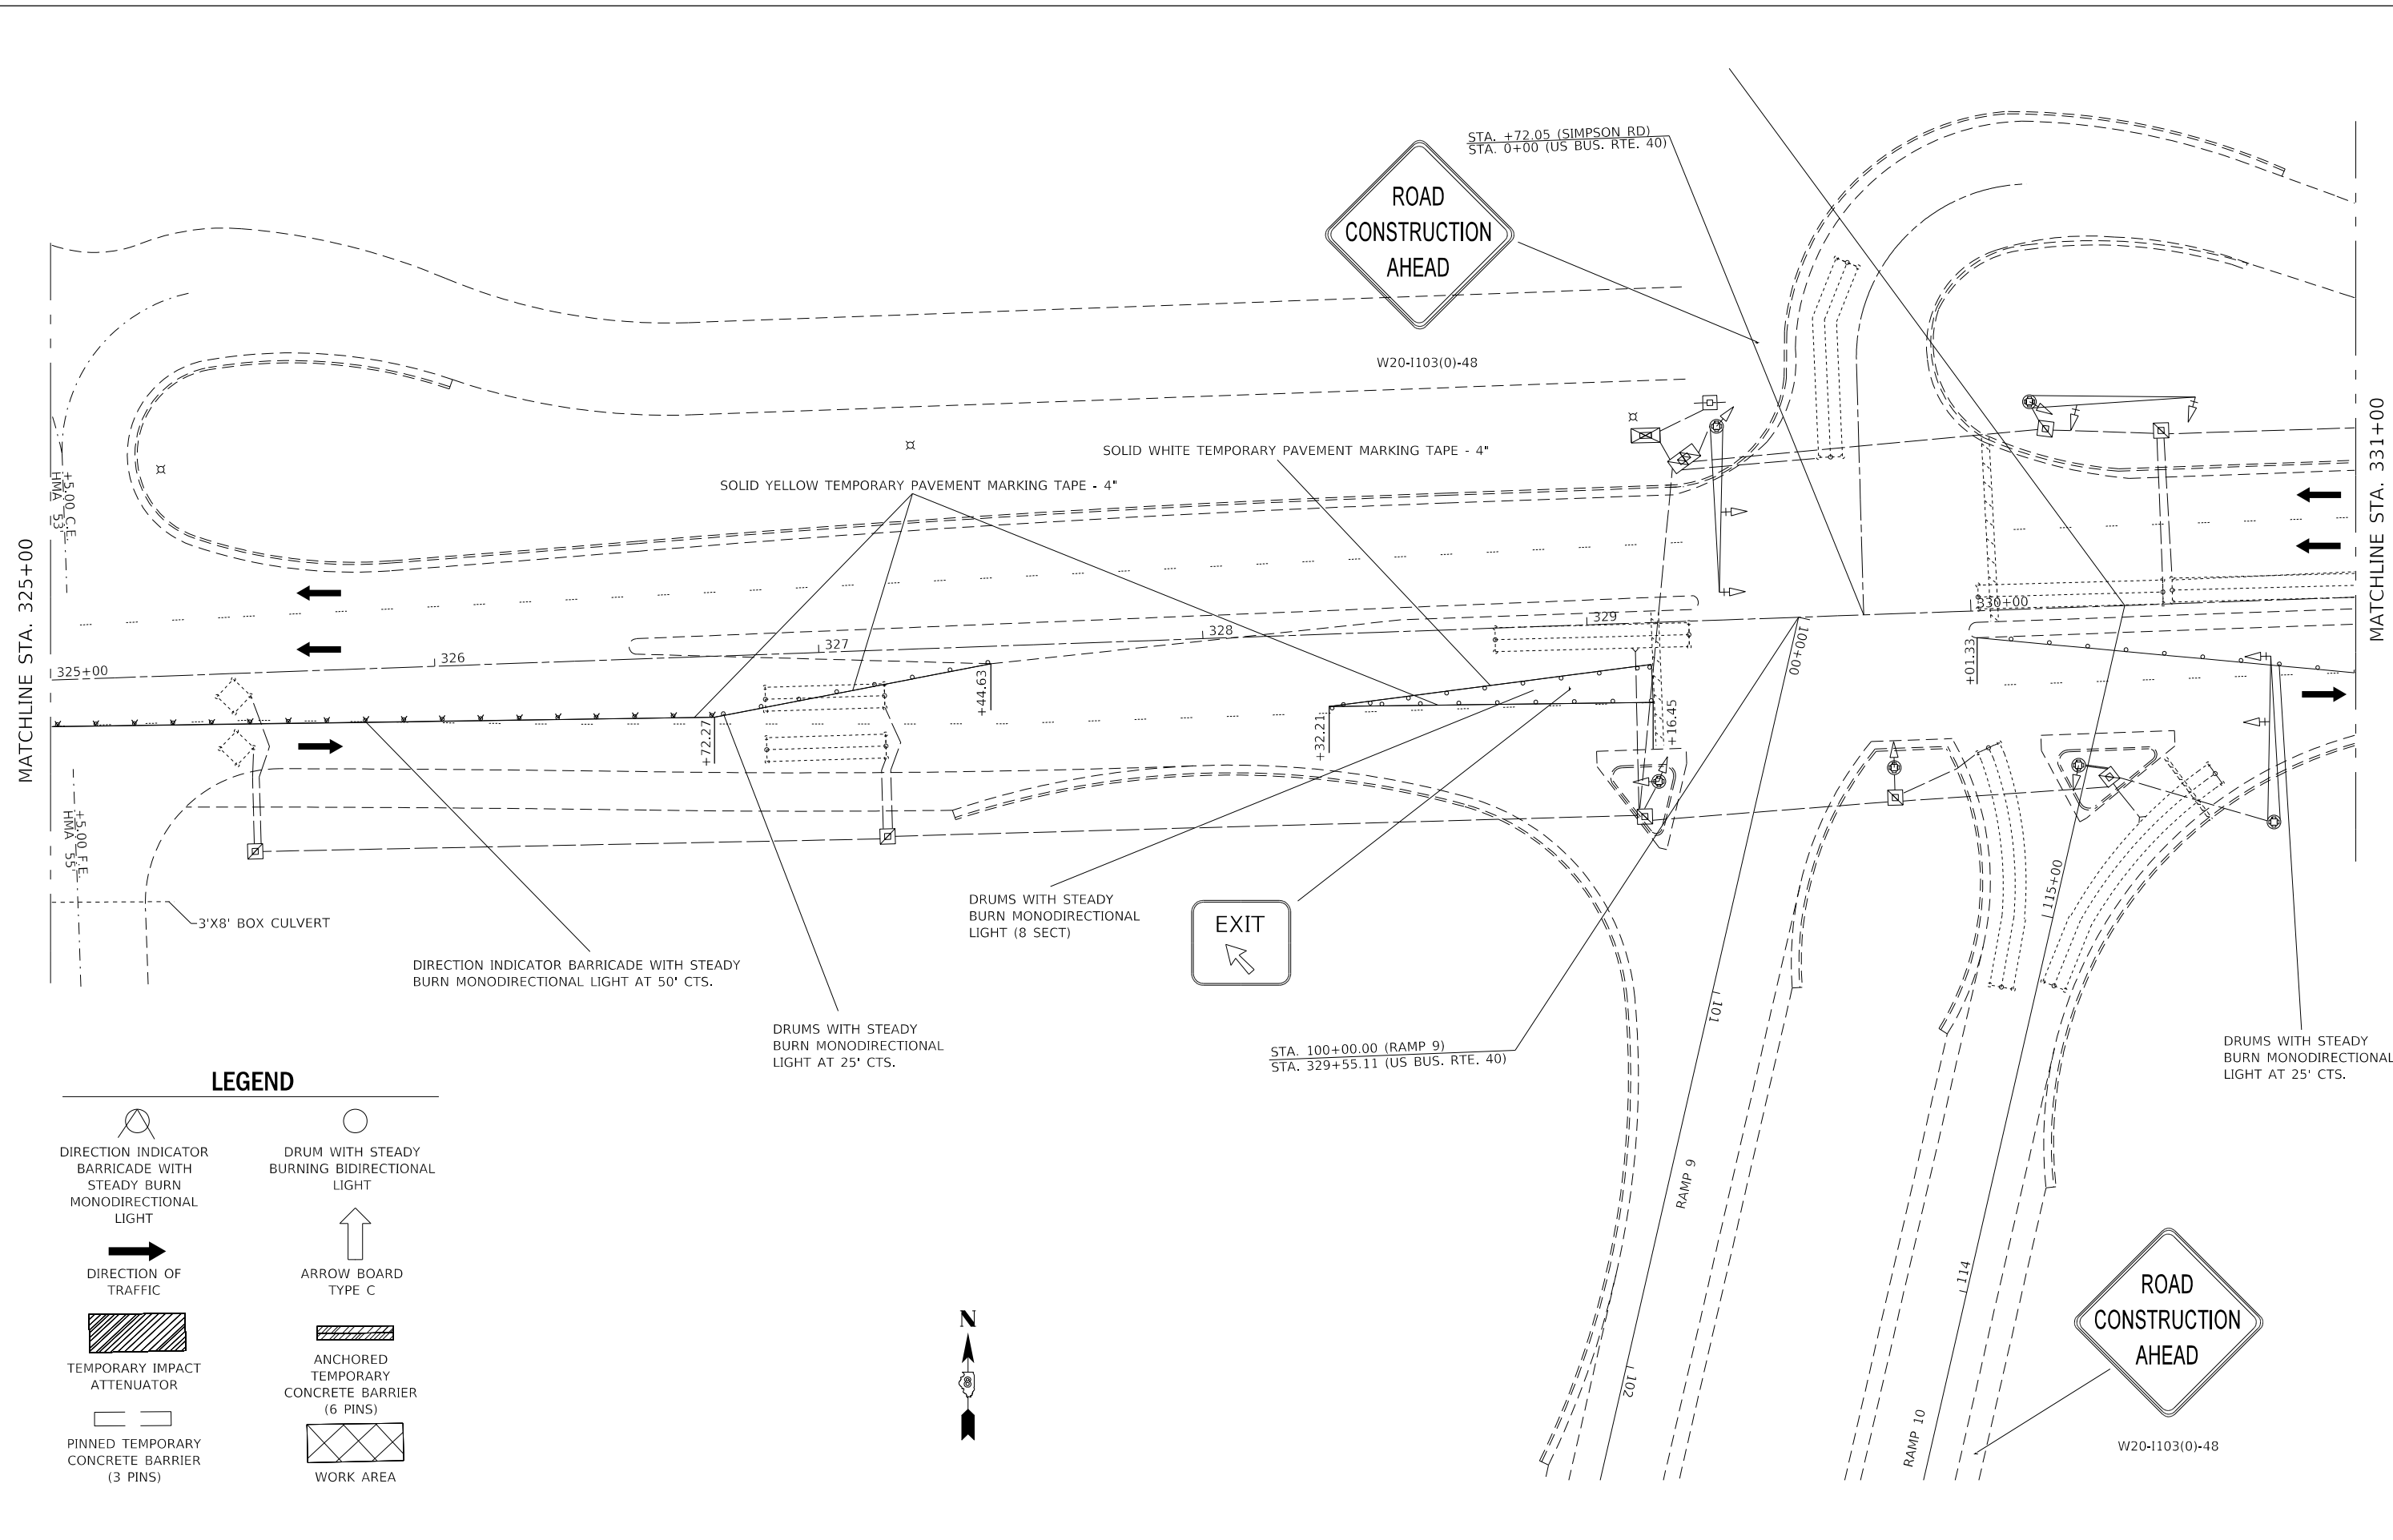 STA. +72.05 (SIMPSON RD)
STA. 0+00 (US BUS. RTE. 40)
ROAD
CONSTRUCTION
AHEAD
W20-I103(0)-48
SOLID WHITE TEMPORARY PAVEMENT MARKING TAPE - 4"
SOLID YELLOW TEMPORARY PAVEMENT MARKING TAPE - 4"
MATCHLINE STA. 325+00
MATCHLINE STA. 331+00
+5.00 C.E.
HMA 53'
325+00
326
327
328
329
330+00
100+00
+44.63
+72.27
+32.21
+16.45
+01.33
+5.00 F.E.
HMA 55'
3'X8' BOX CULVERT
DIRECTION INDICATOR BARRICADE WITH STEADY
BURN MONODIRECTIONAL LIGHT AT 50' CTS.
DRUMS WITH STEADY
BURN MONODIRECTIONAL
LIGHT AT 25' CTS.
DRUMS WITH STEADY
BURN MONODIRECTIONAL
LIGHT (8 SECT)
EXIT
STA. 100+00.00 (RAMP 9)
STA. 329+55.11 (US BUS. RTE. 40)
115+00
101
DRUMS WITH STEADY
BURN MONODIRECTIONAL
LIGHT AT 25' CTS.
RAMP 9
114
102
RAMP 10
ROAD
CONSTRUCTION
AHEAD
W20-I103(0)-48
LEGEND
DIRECTION INDICATOR
BARRICADE WITH
STEADY BURN
MONODIRECTIONAL
LIGHT
DRUM WITH STEADY
BURNING BIDIRECTIONAL
LIGHT
DIRECTION OF
TRAFFIC
ARROW BOARD
TYPE C
TEMPORARY IMPACT
ATTENUATOR
ANCHORED
TEMPORARY
CONCRETE BARRIER
(6 PINS)
PINNED TEMPORARY
CONCRETE BARRIER
(3 PINS)
WORK AREA
N
8